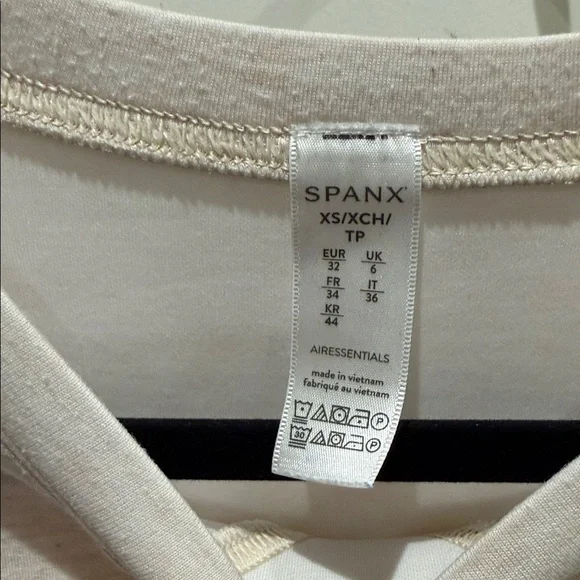 SPANX®
XS/XCH/
TP
EUR UK
32 6
FR IT
34 36
KR
44
AIRESSENTIALS
made in vietnam
fabriqué au vietnam
P
30 P